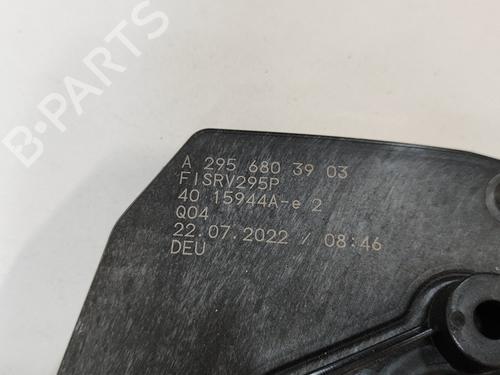 B-PARTS
A 295 680 39 03
FISRV295P
40 15944A-e 2
Q04
22.07.2022 / 08:46
DEU